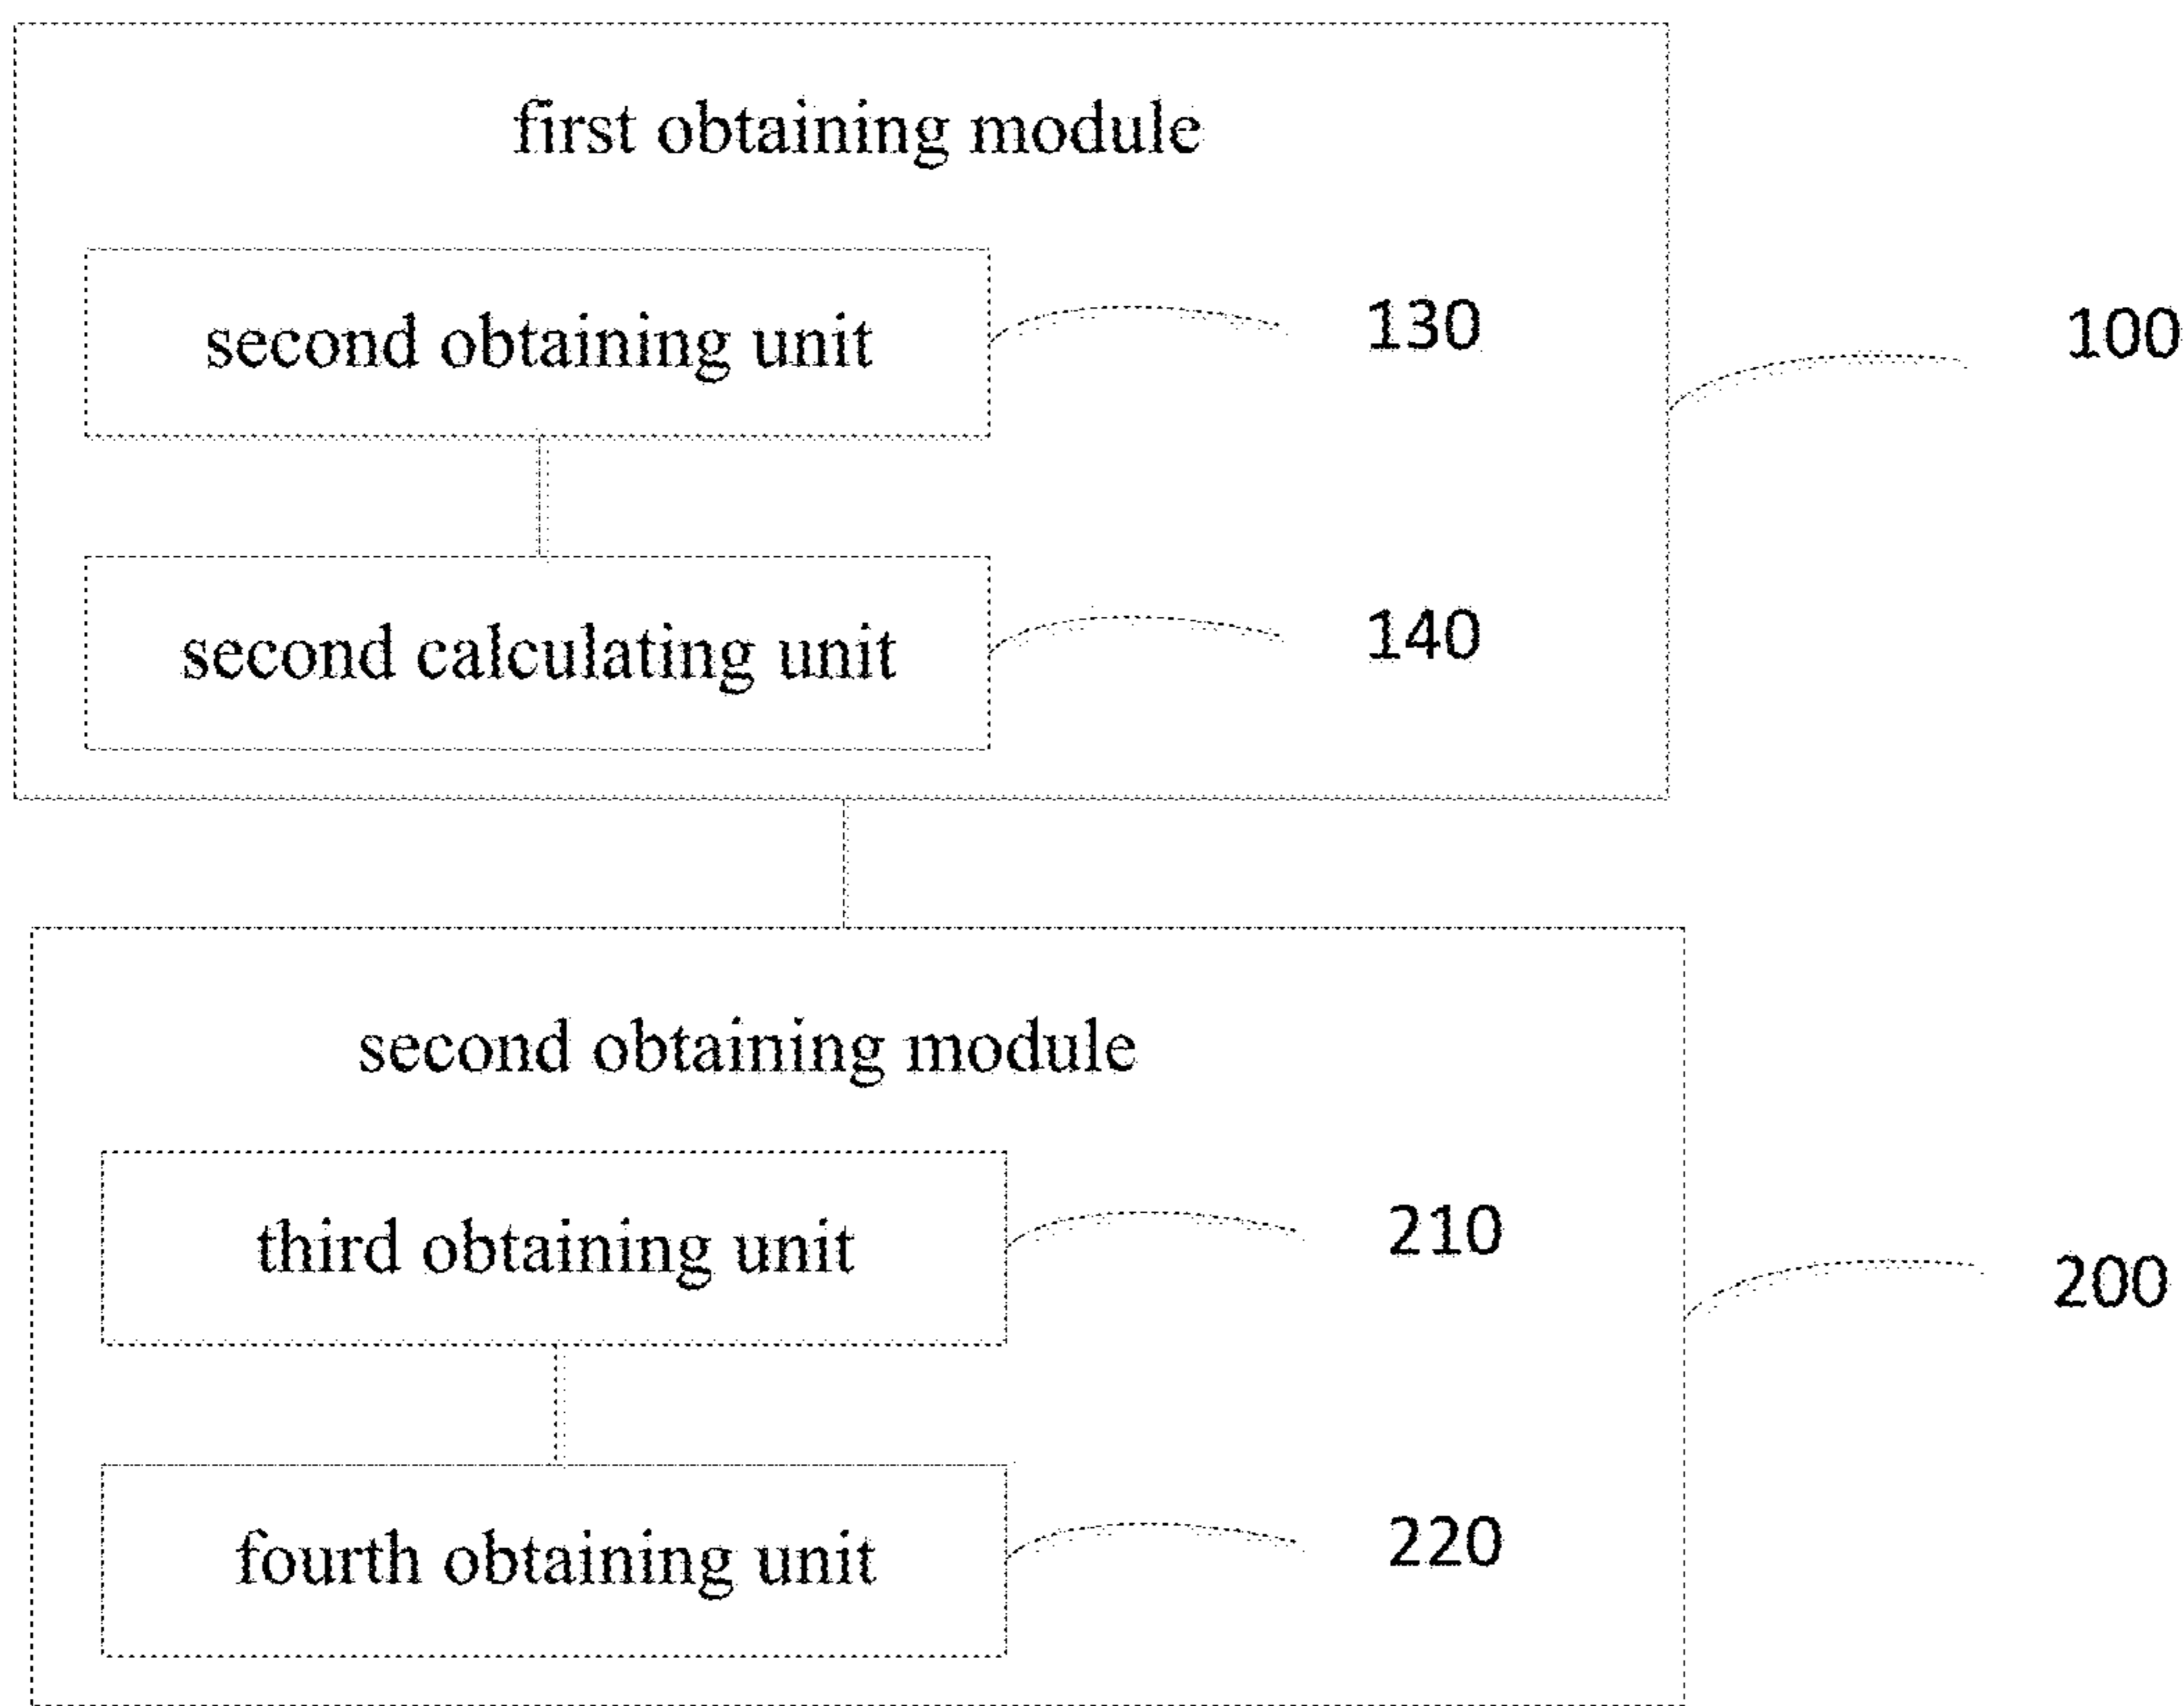 first obtaining module
second obtaining unit
130
100
second calculating unit
140
second obtaining module
third obtaining unit
210
200
fourth obtaining unit
220